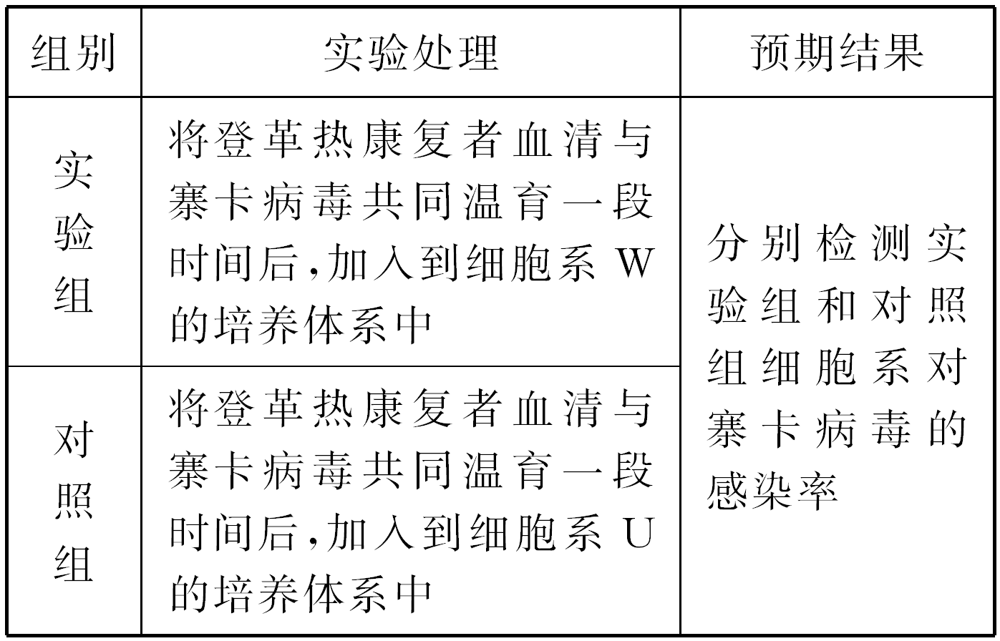 组别 实验处理 预期结果
实验组
将登革热康复者血清与
寨卡病毒共同温育一段
时间后,加入到细胞系 W
的培养体系中
对照组
将登革热康复者血清与
寨卡病毒共同温育一段
时间后,加入到细胞系 U
的培养体系中
分别检测实
验组和对照
组细胞系对
寨卡病毒的
感染率